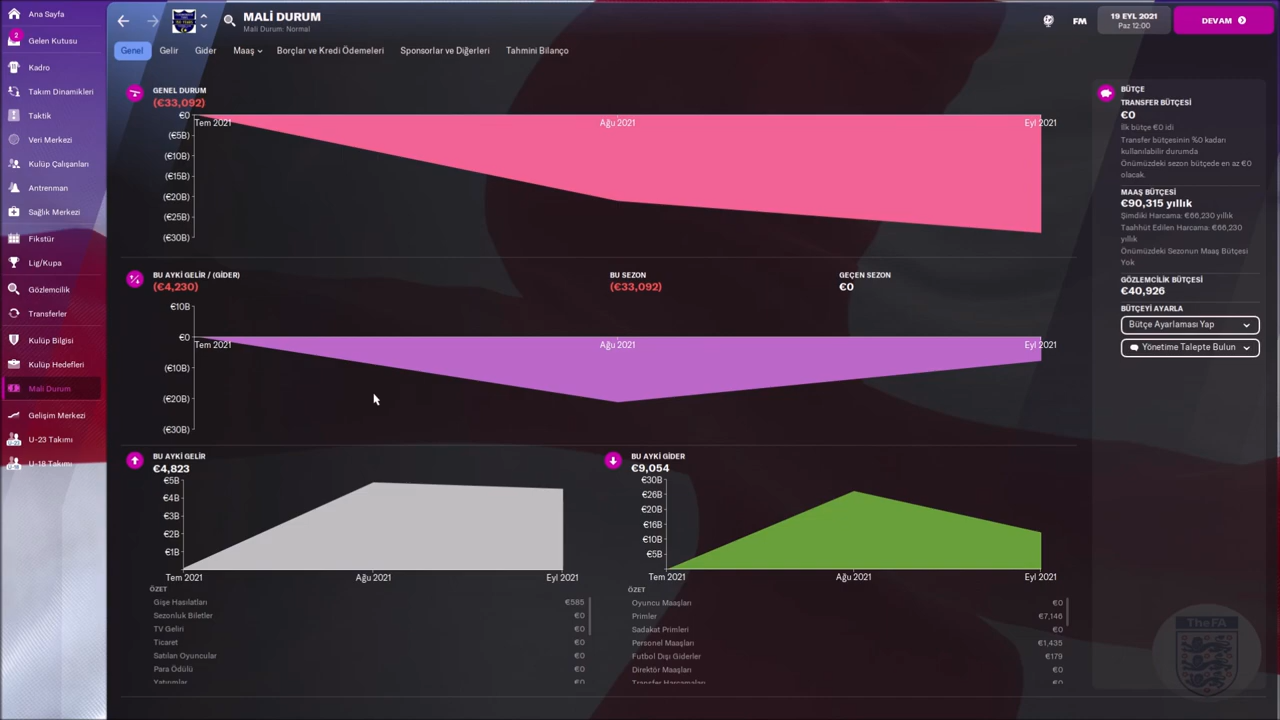 Ana Sayfa
2
Gelen Kutusu
Kadro
Takım Dinamikleri
Taktik
Veri Merkezi
Kulüp Çalışanları
Antrenman
Sağlık Merkezi
Fikstür
Lig/Kupa
Gözlemcilik
Transferler
Kulüp Bilgisi
Kulüp Hedefleri
Mali Durum
Gelişim Merkezi
U-23 Takımı
U-18 Takımı
MALİ DURUM
Mali Durum: Normal
FM
19 EYL 2021
Paz 12:00
DEVAM
Genel
Gelir
Gider
Maaş
Borçlar ve Kredi Ödemeleri
Sponsorlar ve Diğerleri
Tahmini Bilanço
GENEL DURUM
(€33,092)
€0
(€5B)
(€10B)
(€15B)
(€20B)
(€25B)
(€30B)
Tem 2021
Ağu 2021
Eyl 2021
BU AYKİ GELİR / (GİDER)
(€4,230)
BU SEZON
(€33,092)
GEÇEN SEZON
€0
€10B
€0
(€10B)
(€20B)
(€30B)
Tem 2021
Ağu 2021
Eyl 2021
BU AYKİ GELİR
€4,823
€5B
€4B
€3B
€2B
€1B
Tem 2021
Ağu 2021
Eyl 2021
ÖZET
Gişe Hasılatları €585
Sezonluk Biletler €0
TV Geliri €0
Ticaret €0
Satılan Oyuncular €0
Para Ödülü €0
Yatırımlar €0
BU AYKİ GİDER
€9,054
€30B
€26B
€20B
€16B
€10B
€5B
Tem 2021
Ağu 2021
Eyl 2021
ÖZET
Oyuncu Maaşları €0
Primler €7,146
Sadakat Primleri €0
Personel Maaşları €1,435
Futbol Dışı Giderler €179
Direktör Maaşları €0
Transfer Harcamaları €0
BÜTÇE
TRANSFER BÜTÇESİ
€0
İlk bütçe €0 idi
Transfer bütçesinin %0 kadarı
kullanılabilir durumda
Önümüzdeki sezon bütçede en az €0
olacak.
MAAŞ BÜTÇESİ
€90,315 yıllık
Şimdiki Harcama: €66,230 yıllık
Taahhüt Edilen Harcama: €66,230
yıllık
Önümüzdeki Sezonun Maaş Bütçesi
Yok
GÖZLEMCİLİK BÜTÇESİ
€40,926
BÜTÇEYİ AYARLA
Bütçe Ayarlaması Yap
Yönetime Talepte Bulun
The FA